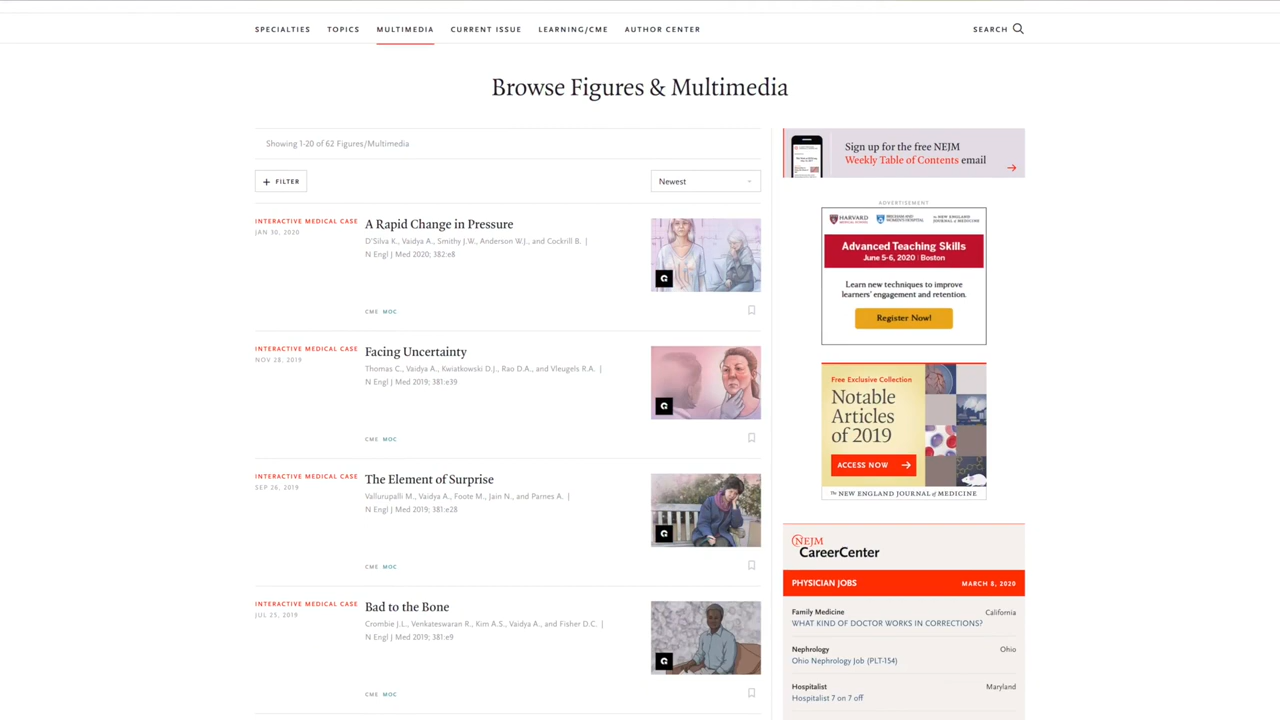 SPECIALTIES TOPICS MULTIMEDIA CURRENT ISSUE LEARNING/CME AUTHOR CENTER SEARCH
Browse Figures & Multimedia
Showing 1-20 of 62 Figures/Multimedia
+ FILTER
Newest
INTERACTIVE MEDICAL CASE
JAN 30, 2020
A Rapid Change in Pressure
D'Silva K., Vaidya A., Smithy J.W., Anderson W.J., and Cockrill B. |
N Engl J Med 2020; 382:e8
CME MOC
INTERACTIVE MEDICAL CASE
NOV 28, 2019
Facing Uncertainty
Thomas C., Vaidya A., Kwiatkowski D.J., Rao D.A., and Vleugels R.A. |
N Engl J Med 2019; 381:e39
CME MOC
INTERACTIVE MEDICAL CASE
SEP 26, 2019
The Element of Surprise
Vallurupalli M., Vaidya A., Foote M., Jain N., and Parnes A. |
N Engl J Med 2019; 381:e28
CME MOC
INTERACTIVE MEDICAL CASE
JUL 25, 2019
Bad to the Bone
Crombie J.L., Venkateswaran R., Kim A.S., Vaidya A., and Fisher D.C. |
N Engl J Med 2019; 381:e9
CME MOC
Sign up for the free NEJM
Weekly Table of Contents email
ADVERTISEMENT
HARVARD
MEDICAL SCHOOL
BRIGHAM AND
WOMEN'S HOSPITAL
The NEW ENGLAND
JOURNAL of MEDICINE
Advanced Teaching Skills
June 5-6, 2020 | Boston
Learn new techniques to improve
learners' engagement and retention.
Register Now!
Free Exclusive Collection
Notable
Articles
of 2019
ACCESS NOW
The NEW ENGLAND JOURNAL of MEDICINE
NEJM
CareerCenter
PHYSICIAN JOBS MARCH 8, 2020
Family Medicine California
WHAT KIND OF DOCTOR WORKS IN CORRECTIONS?
Nephrology Ohio
Ohio Nephrology Job (PLT-154)
Hospitalist Maryland
Hospitalist 7 on 7 off